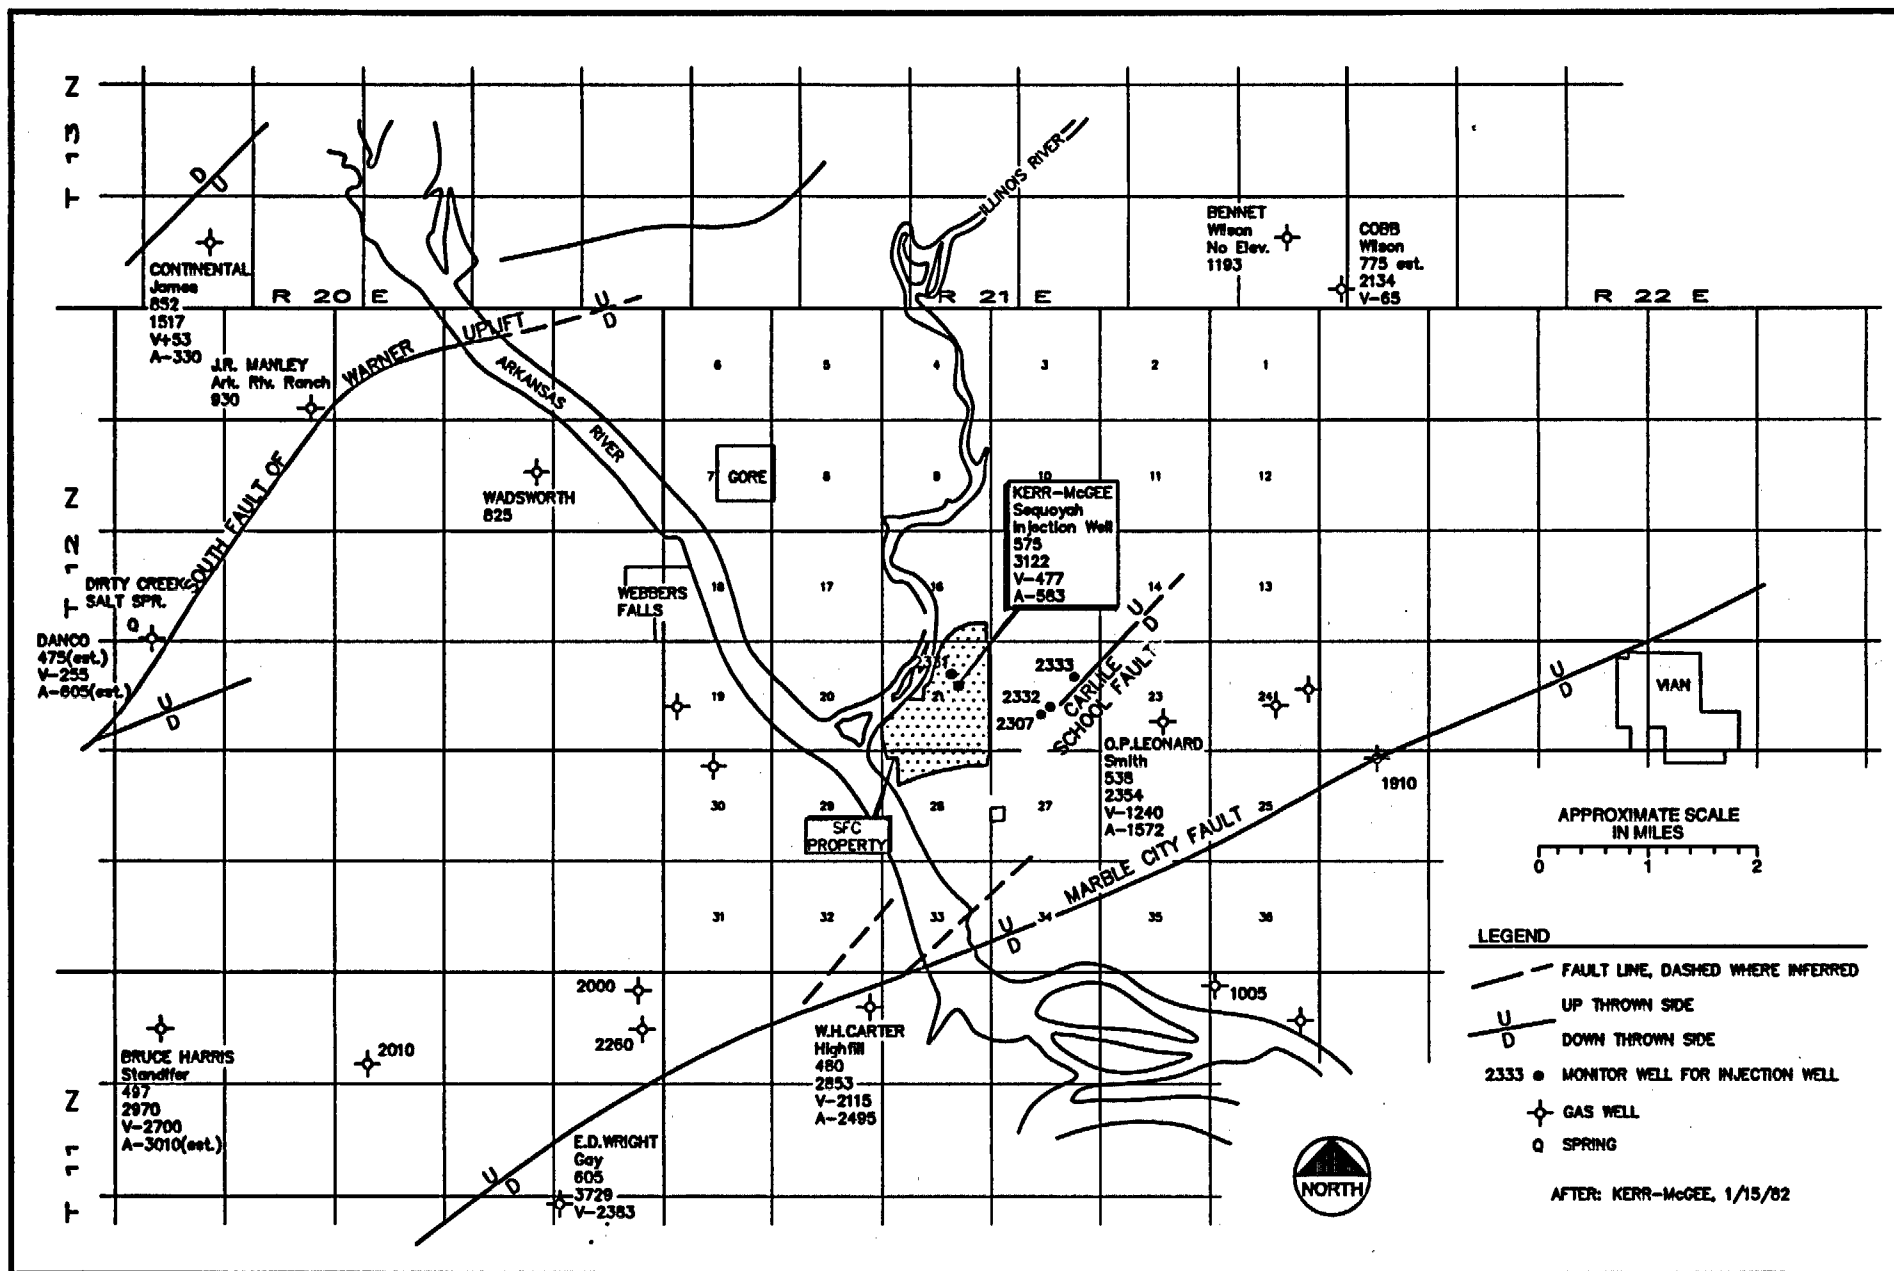 T 13 N
ILLINOIS RIVER
D
U
BENNET
Wilson
No Elev.
1193
COBB
Wilson
775 est.
2134
V-65
CONTINENTAL
James
852
1517
V+53
A-330
R 20 E
R 21 E
R 22 E
U
D
SOUTH FAULT OF WARNER UPLIFT
J.R. MANLEY
Ark. Riv. Ranch
930
ARKANSAS RIVER
6
5
4
3
2
1
T 12 N
7
GORE
8
9
10
11
12
WADSWORTH
825
KERR-McGEE
Sequoyah
Injection Well
575
3122
V-477
A-583
DIRTY CREEK
SALT SPR.
Q
WEBBERS
FALLS
18
17
16
14
13
U
D
DANCO
475(est.)
V-255
A-605(est.)
U
D
19
20
2331
21
2333
2332
2307
CARLILE
SCHOOL FAULT
23
24
U
D
VIAN
O.P.LEONARD
Smith
538
2354
V-1240
A-1572
1910
30
29
28
27
25
SFC
PROPERTY
MARBLE CITY FAULT
APPROXIMATE SCALE
IN MILES
0
1
2
31
32
33
34
35
36
U
D
LEGEND
FAULT LINE, DASHED WHERE INFERRED
UP THROWN SIDE
U
D
DOWN THROWN SIDE
2333 MONITOR WELL FOR INJECTION WELL
GAS WELL
Q SPRING
2000
2260
2010
1005
BRUCE HARRIS
Standifer
497
2970
V-2700
A-3010(est.)
W.H.CARTER
Highfill
480
2853
V-2115
A-2495
T 11 N
U
D
E.D.WRIGHT
Gay
605
3729
V-2383
NORTH
AFTER: KERR-McGEE, 1/15/82